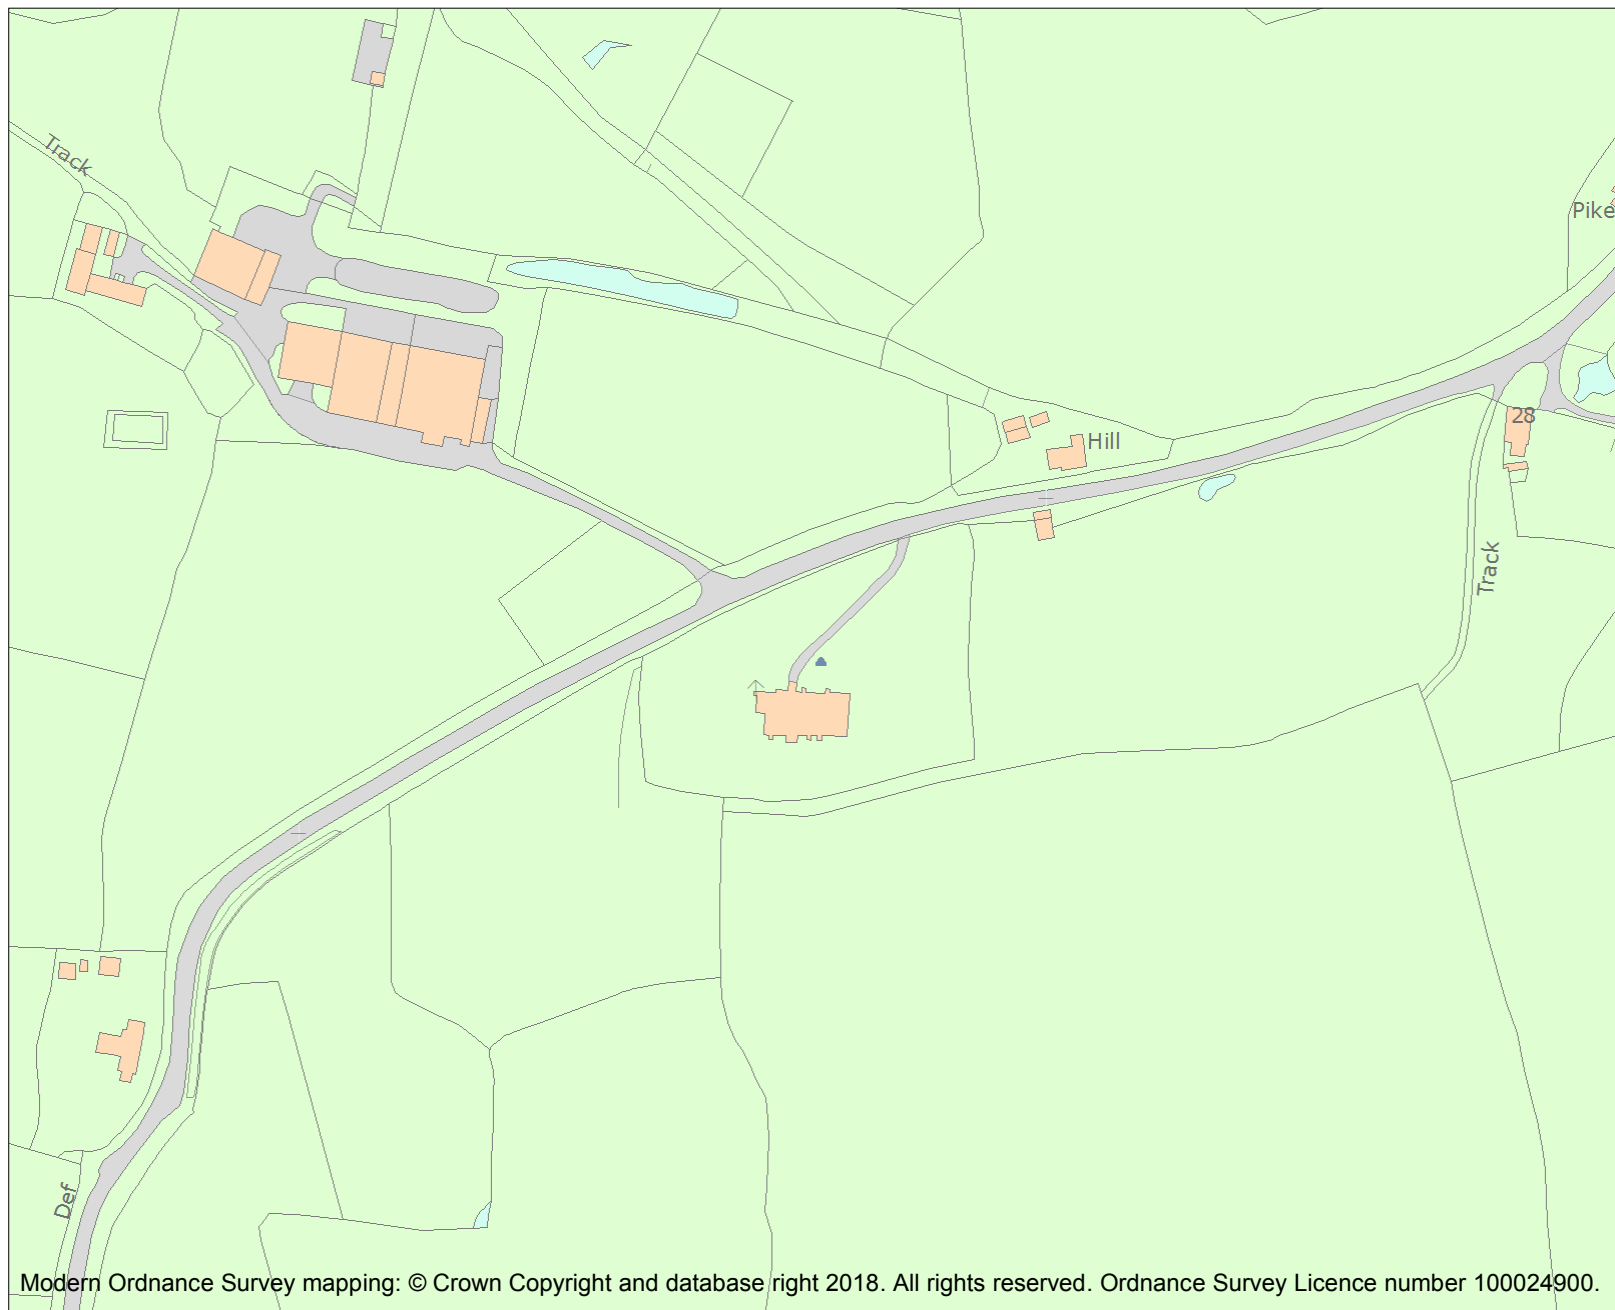 Track
Pike
28
Hill
Track
Def
Modern Ordnance Survey mapping: © Crown Copyright and database right 2018. All rights reserved. Ordnance Survey Licence number 100024900.